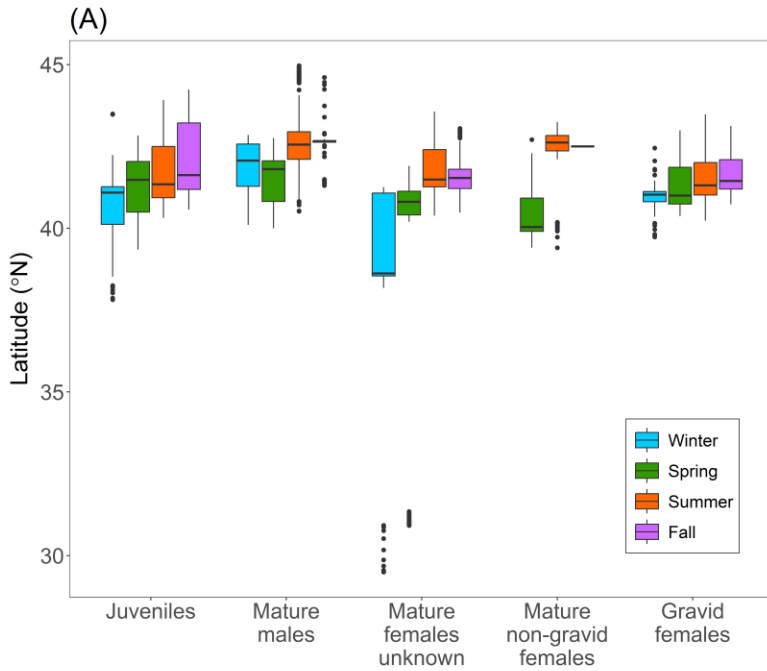 (A)
45
40
35
30
Latitude (°N)
Winter
Spring
Summer
Fall
Juveniles
Mature
males
Mature
females
unknown
Mature
non-gravid
females
Gravid
females